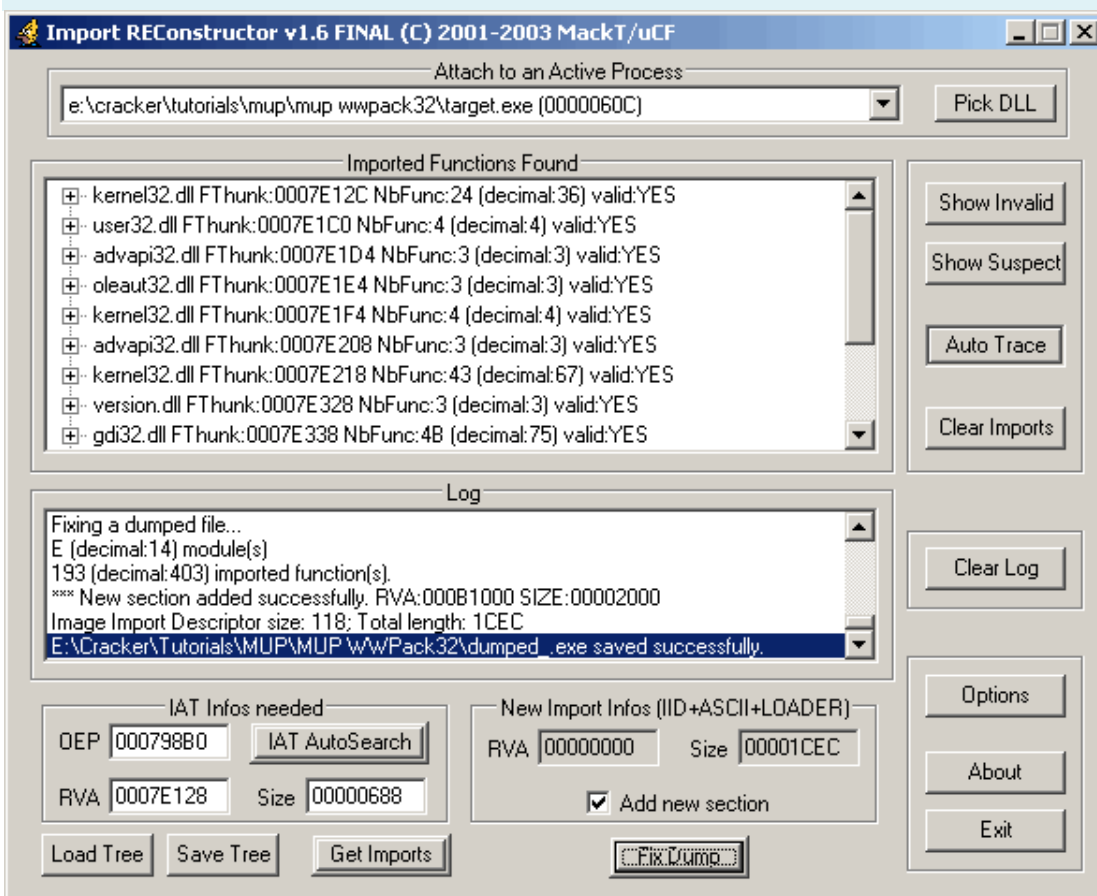 Import REConstructor v1.6 FINAL (C) 2001-2003 MackT/uCF
Attach to an Active Process
e:\cracker\tutorials\mup\mup wwpack32\target.exe (0000060C)
Pick DLL
Imported Functions Found
kernel32.dll FThunk:0007E12C NbFunc:24 (decimal:36) valid:YES
user32.dll FThunk:0007E1C0 NbFunc:4 (decimal:4) valid:YES
advapi32.dll FThunk:0007E1D4 NbFunc:3 (decimal:3) valid:YES
oleaut32.dll FThunk:0007E1E4 NbFunc:3 (decimal:3) valid:YES
kernel32.dll FThunk:0007E1F4 NbFunc:4 (decimal:4) valid:YES
advapi32.dll FThunk:0007E208 NbFunc:3 (decimal:3) valid:YES
kernel32.dll FThunk:0007E218 NbFunc:43 (decimal:67) valid:YES
version.dll FThunk:0007E328 NbFunc:3 (decimal:3) valid:YES
gdi32.dll FThunk:0007E338 NbFunc:4B (decimal:75) valid:YES
Show Invalid
Show Suspect
Auto Trace
Clear Imports
Log
Fixing a dumped file...
E (decimal:14) module(s)
193 (decimal:403) imported function(s).
*** New section added successfully. RVA:000B1000 SIZE:00002000
Image Import Descriptor size: 118; Total length: 1CEC
E:\Cracker\Tutorials\MUP\MUP WWPack32\dumped_.exe saved successfully.
Clear Log
IAT Infos needed
OEP 000798B0 IAT AutoSearch
RVA 0007E128 Size 00000688
New Import Infos (IID+ASCII+LOADER)
RVA 00000000 Size 00001CEC
Add new section
Options
About
Exit
Load Tree Save Tree Get Imports Fix Dump